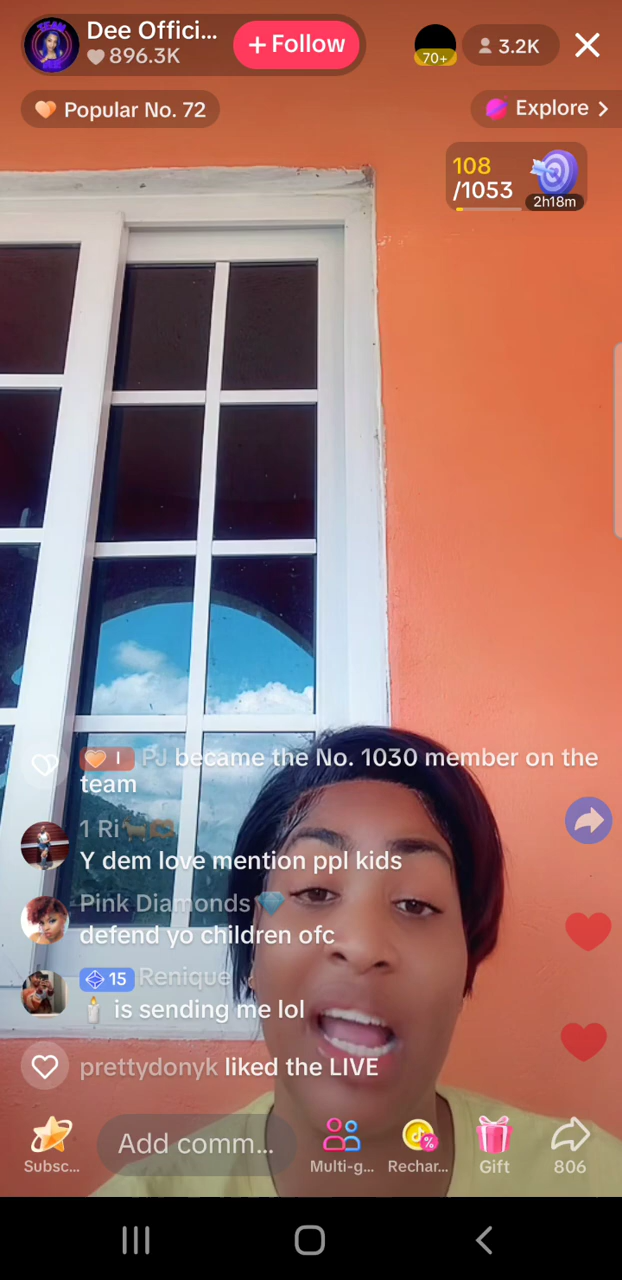 Dee Offici...
896.3K
+ Follow
70+
3.2K
Popular No. 72
Explore >
108
/1053
2h18m
I PJ became the No. 1030 member on the
team
1 Ri
Y dem love mention ppl kids
Pink Diamonds
defend yo children ofc
15 Renique
is sending me lol
prettydonyk liked the LIVE
Subsc...
Add comm...
Multi-g...
Rechar...
Gift
806